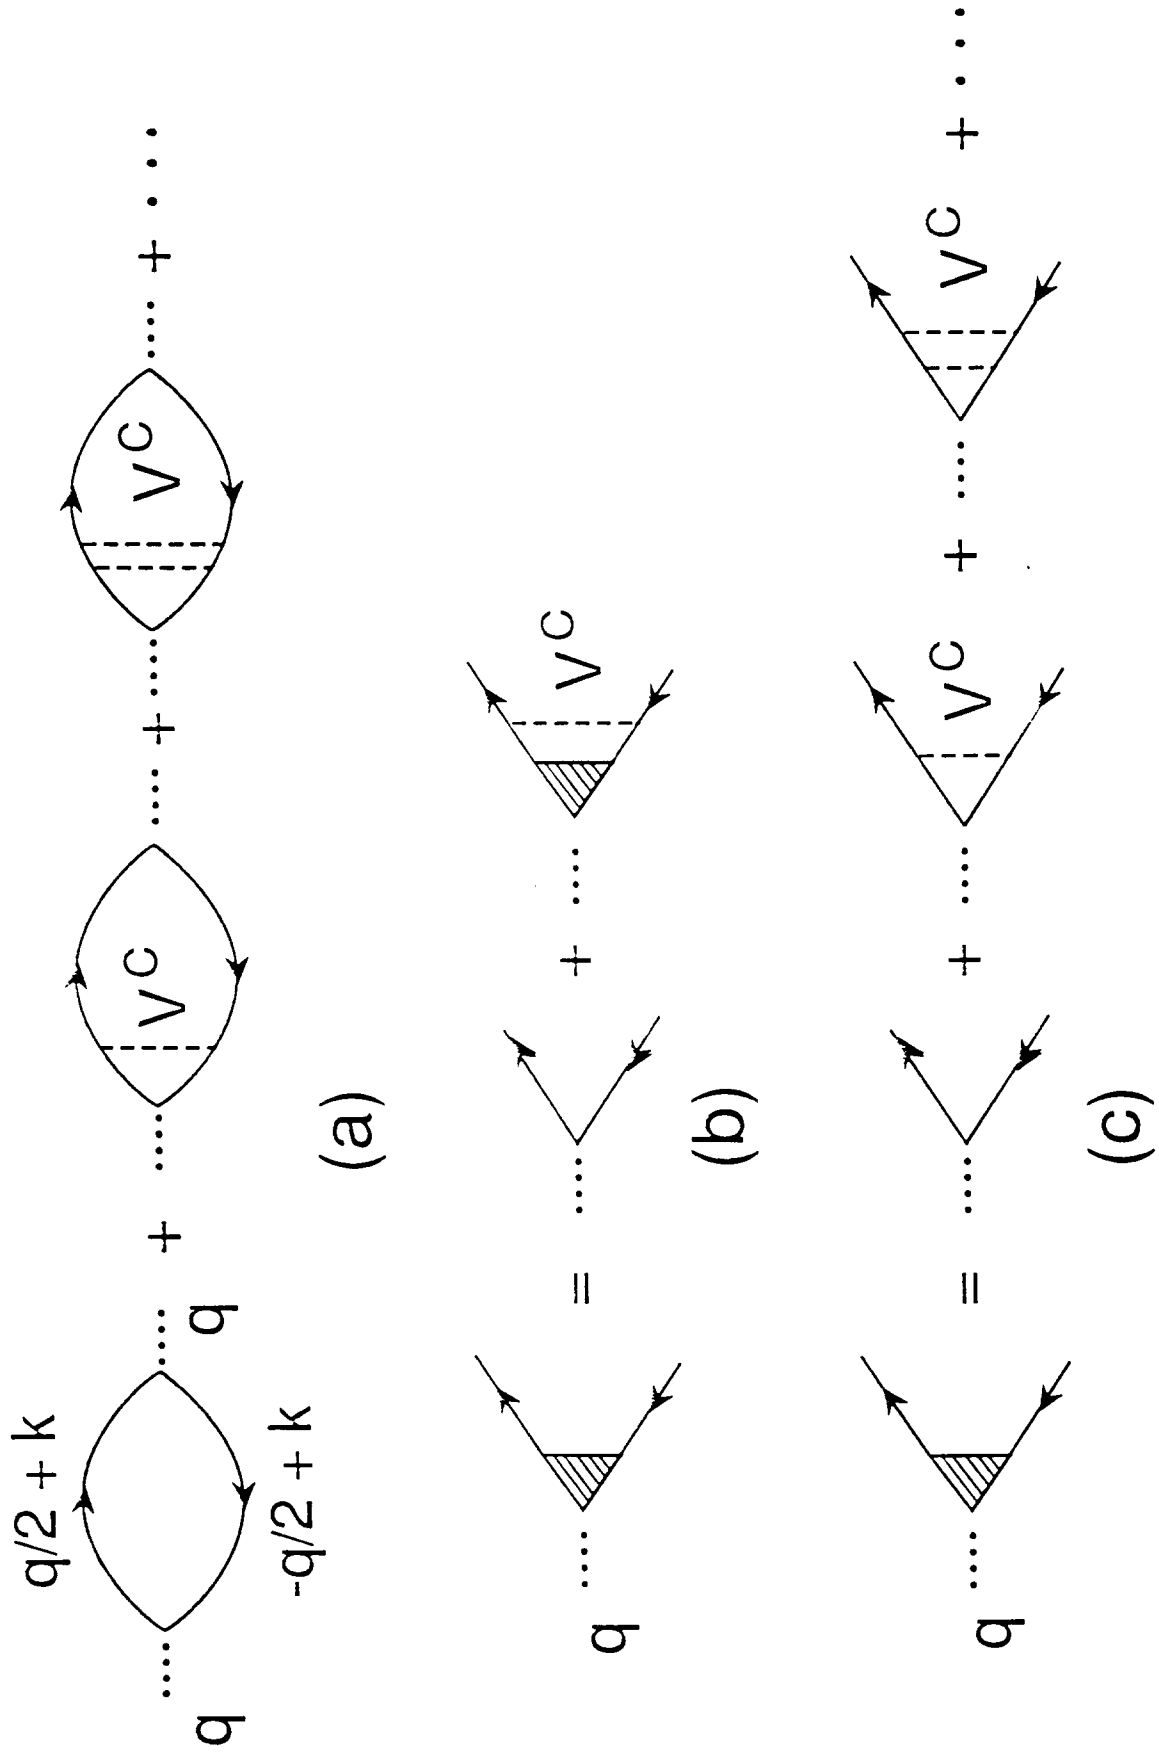 q/2 + k
+ V^C + V^C + . . .
q q
-q/2 + k
(a)
q = + V^C
(b)
q = + V^C + V^C + . . .
(c)